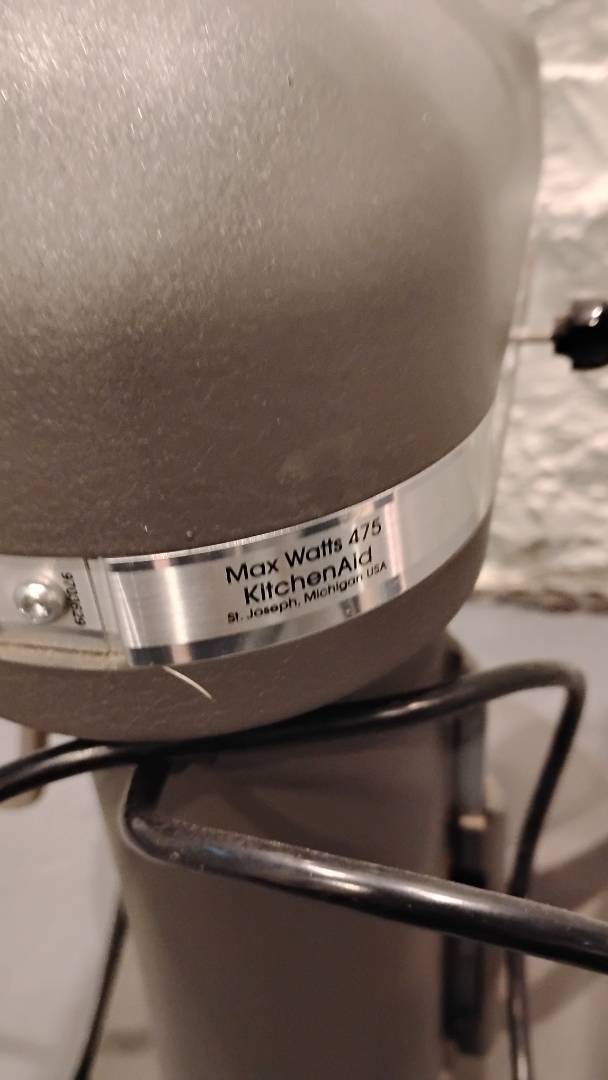 Max Watts 475
KitchenAid
St. Joseph, Michigan USA